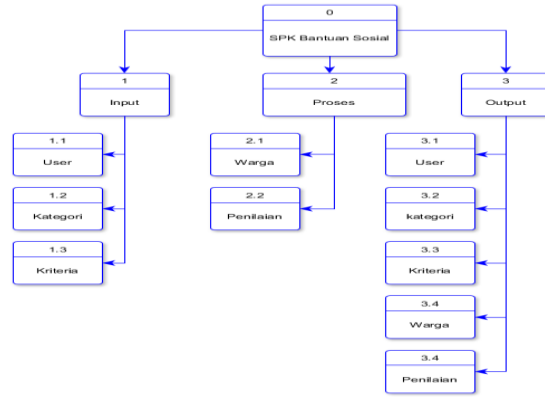 0
SPK Bantuan Sosial
1
Input
2
Proses
3
Output
1.1
User
1.2
Kategori
1.3
Kriteria
2.1
Warga
2.2
Penilaian
3.1
User
3.2
kategori
3.3
Kriteria
3.4
Warga
3.4
Penilaian